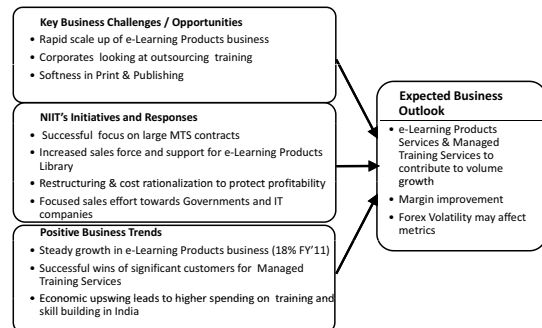 Key Business Challenges / Opportunities
• Rapid scale up of e-Learning Products business
• Corporates looking at outsourcing training
• Softness in Print & Publishing
NIIT's Initiatives and Responses
• Successful focus on large MTS contracts
• Increased sales force and support for e-Learning Products
Library
• Restructuring & cost rationalization to protect profitability
• Focused sales effort towards Governments and IT
companies
Positive Business Trends
• Steady growth in e-Learning Products business (18% FY'11)
• Successful wins of significant customers for Managed
Training Services
• Economic upswing leads to higher spending on training and
skill building in India
Expected Business
Outlook
• e-Learning Products
Services & Managed
Training Services to
contribute to volume
growth
• Margin improvement
• Forex Volatility may affect
metrics